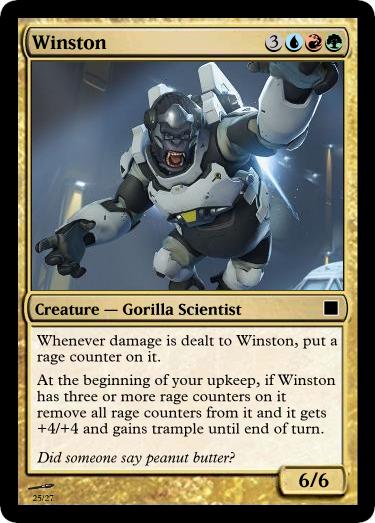 Winston 3
Creature — Gorilla Scientist
Whenever damage is dealt to Winston, put a
rage counter on it.
At the beginning of your upkeep, if Winston
has three or more rage counters on it
remove all rage counters from it and it gets
+4/+4 and gains trample until end of turn.
Did someone say peanut butter?
6/6
25/27